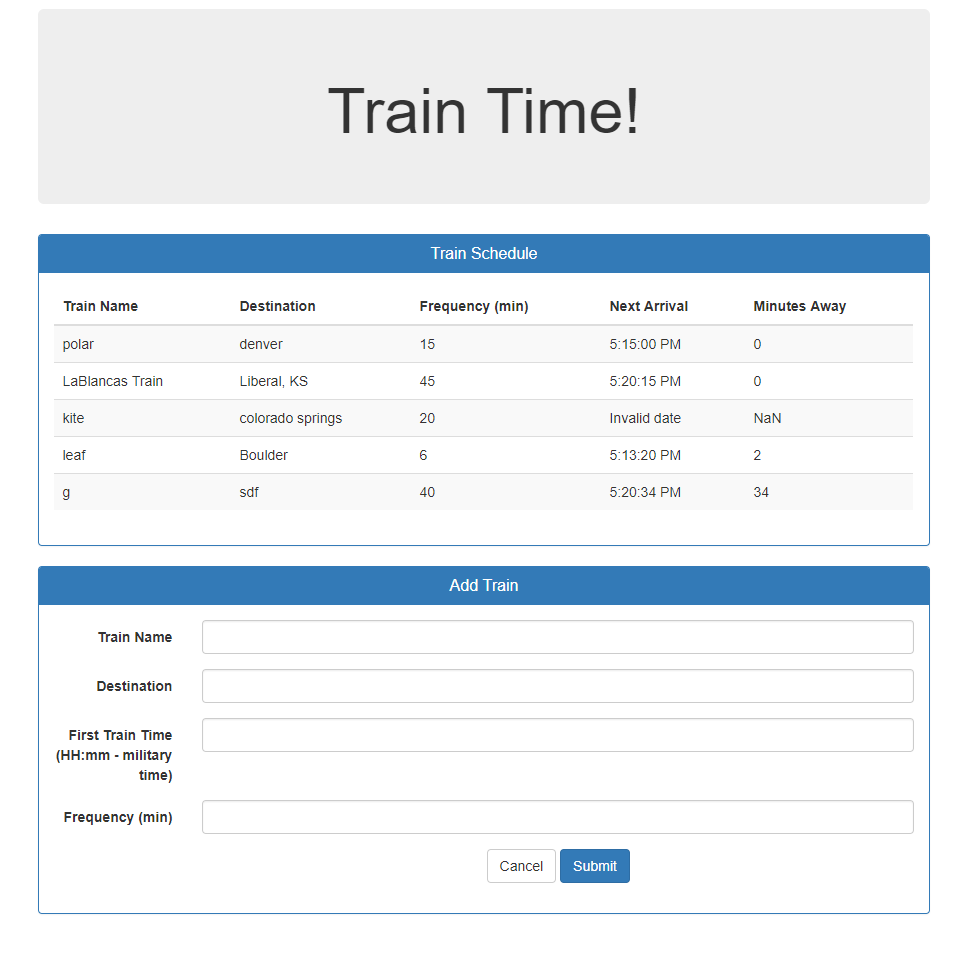 Train Time!
Train Schedule
Train Name Destination Frequency (min) Next Arrival Minutes Away
polar denver 15 5:15:00 PM 0
LaBlancas Train Liberal, KS 45 5:20:15 PM 0
kite colorado springs 20 Invalid date NaN
leaf Boulder 6 5:13:20 PM 2
g sdf 40 5:20:34 PM 34
Add Train
Train Name
Destination
First Train Time
(HH:mm - military
time)
Frequency (min)
Cancel Submit